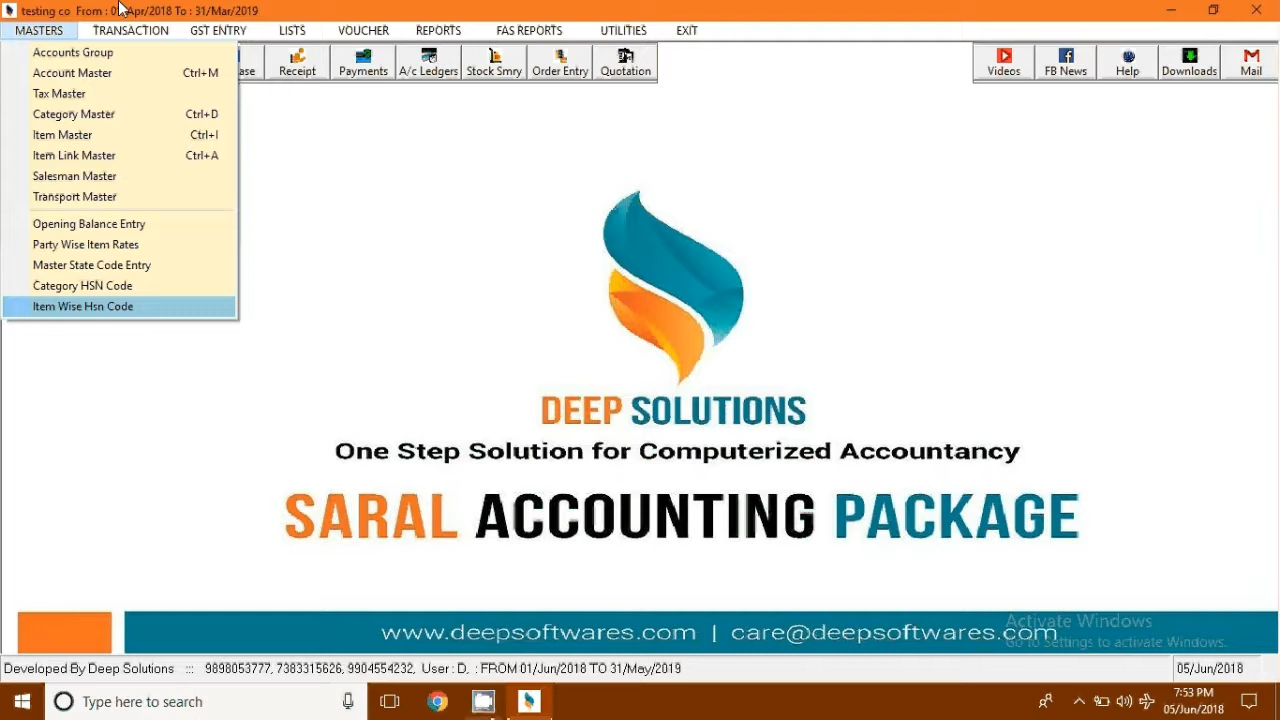 testing co From : 01/Apr/2018 To : 31/Mar/2019
MASTERS TRANSACTION GST ENTRY LISTS VOUCHER REPORTS FAS REPORTS UTILITIES EXIT
Accounts Group
Account Master Ctrl+M
Tax Master
Category Master Ctrl+D
Item Master Ctrl+I
Item Link Master Ctrl+A
Salesman Master
Transport Master
Opening Balance Entry
Party Wise Item Rates
Master State Code Entry
Category HSN Code
Item Wise Hsn Code
Receipt Payments A/c Ledgers Stock Smry Order Entry Quotation
Videos FB News Help Downloads Mail
DEEP SOLUTIONS
One Step Solution for Computerized Accountancy
SARAL ACCOUNTING PACKAGE
www.deepsoftwares.com | care@deepsoftwares.com
Activate Windows
Go to Settings to activate Windows.
Developed By Deep Solutions ::: 9898053777, 7383315626, 9904554232, User : D, : FROM 01/Jun/2018 TO 31/May/2019
05/Jun/2018
Type here to search
7:53 PM
05/Jun/2018